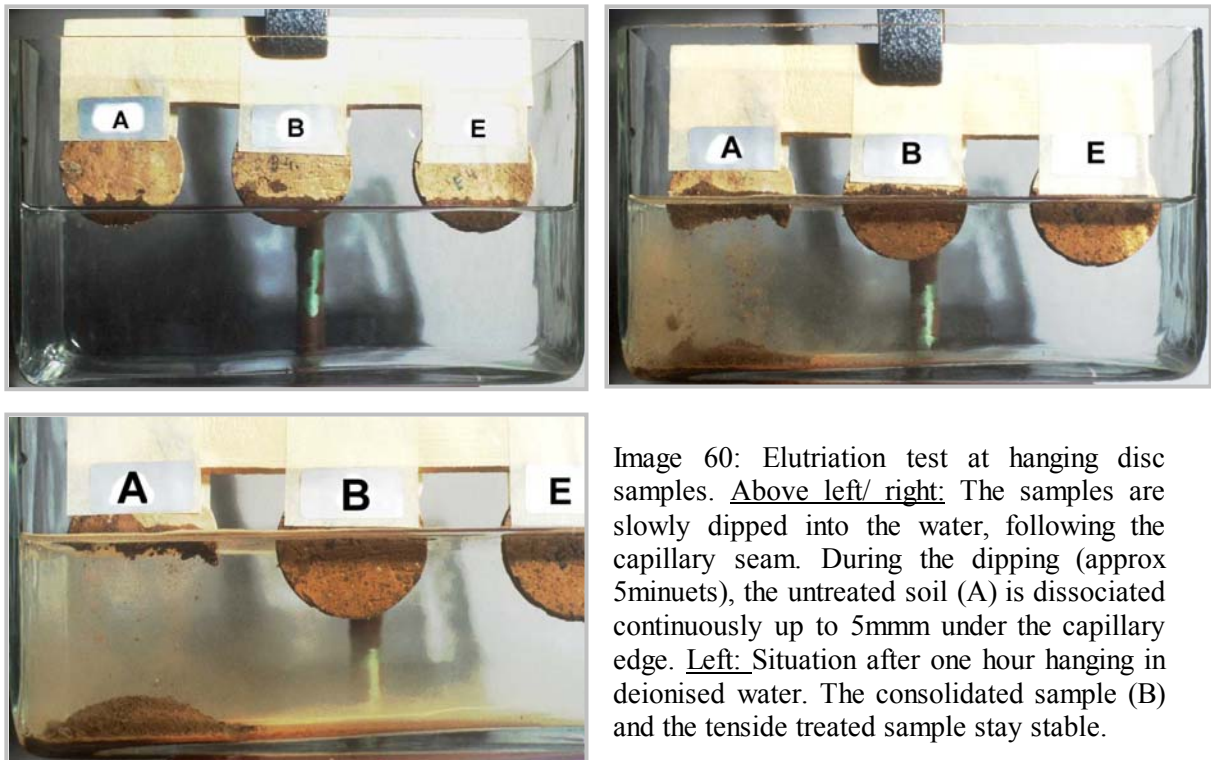 A
B
E
A
B
E
A
B
E
Image 60: Elutriation test at hanging disc
samples. Above left/ right: The samples are
slowly dipped into the water, following the
capillary seam. During the dipping (approx
5minuets), the untreated soil (A) is dissociated
continuously up to 5mmm under the capillary
edge. Left: Situation after one hour hanging in
deionised water. The consolidated sample (B)
and the tenside treated sample stay stable.